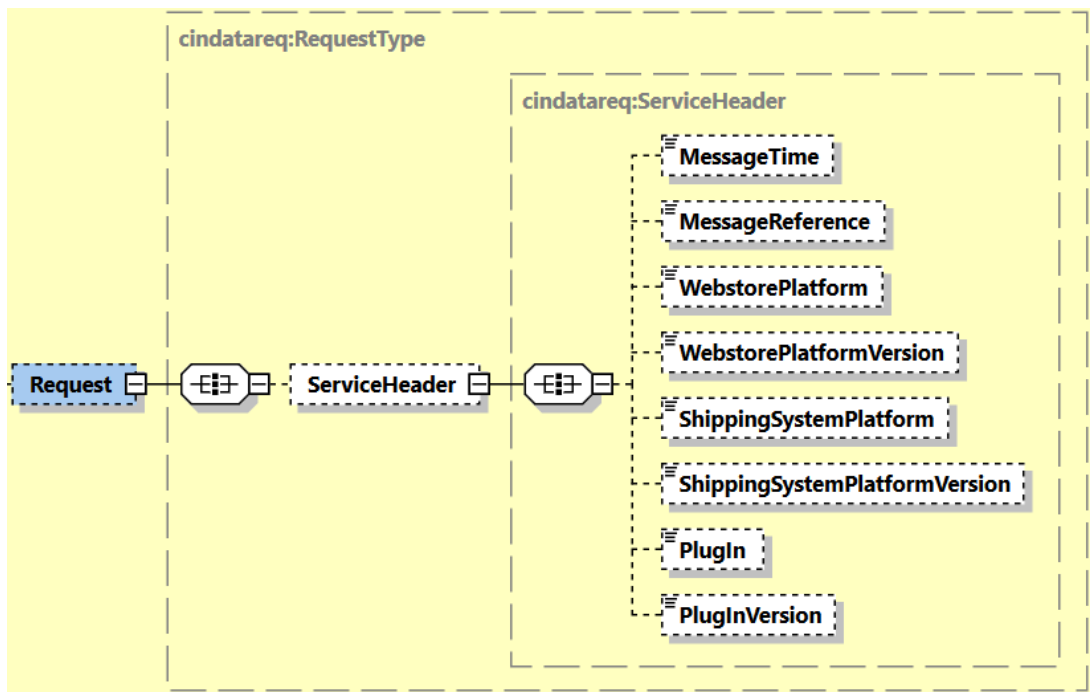 cindatareq:RequestType
cindatareq:ServiceHeader
MessageTime
MessageReference
WebstorePlatform
WebstorePlatformVersion
Request
ServiceHeader
ShippingSystemPlatform
ShippingSystemPlatformVersion
PlugIn
PlugInVersion